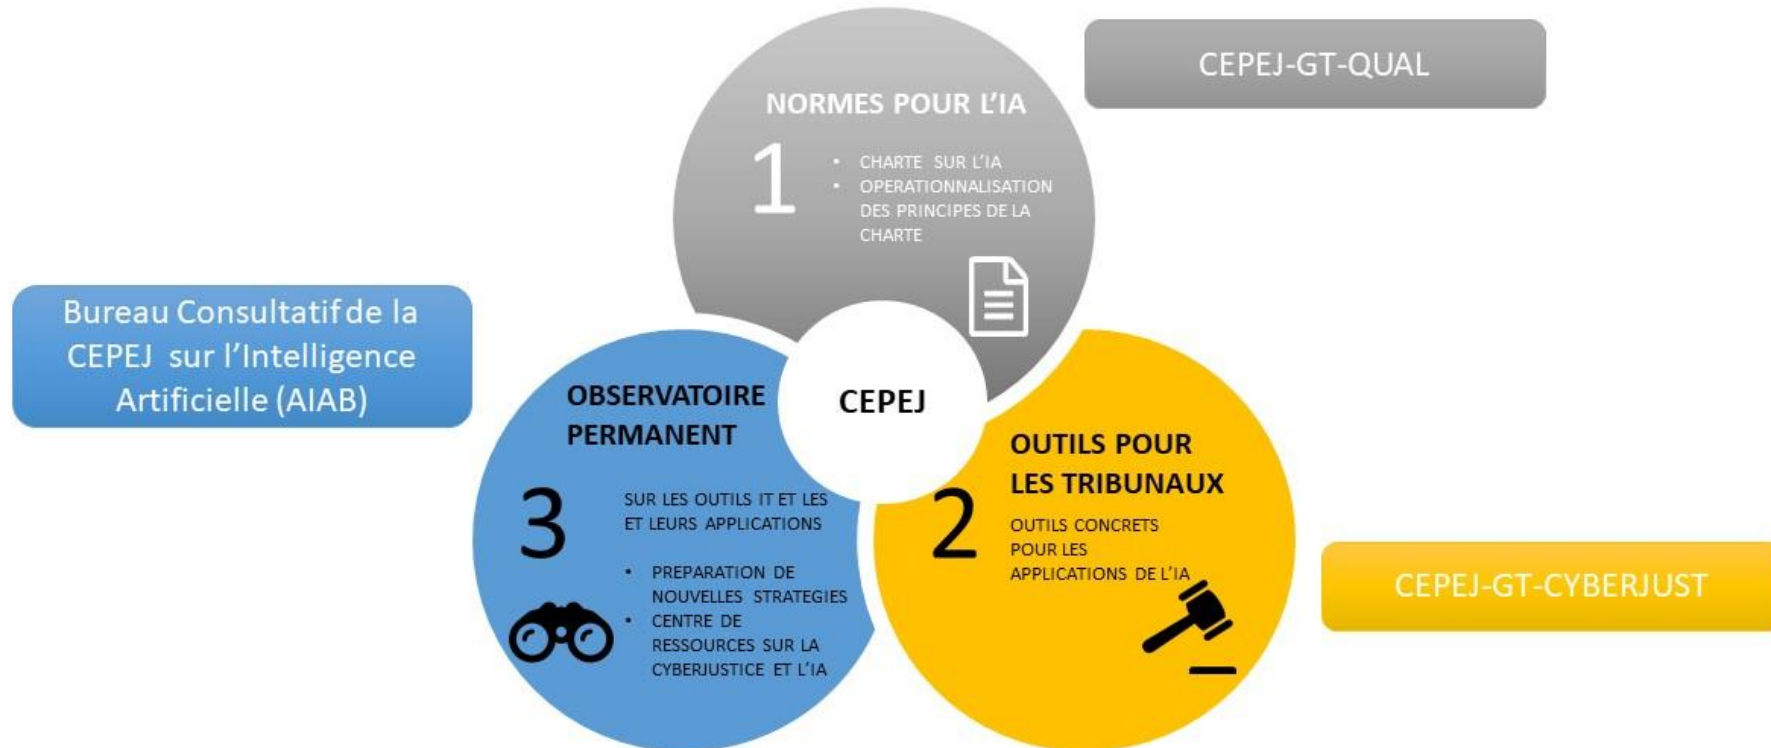 CEPEJ-GT-QUAL
NORMES POUR L'IA
1
• CHARTE SUR L'IA
• OPERATIONNALISATION
DES PRINCIPES DE LA
CHARTE
Bureau Consultatif de la
CEPEJ sur l'Intelligence
Artificielle (AIAB)
CEPEJ
OBSERVATOIRE
PERMANENT
3
SUR LES OUTILS IT ET LES
ET LEURS APPLICATIONS
• PREPARATION DE
NOUVELLES STRATEGIES
• CENTRE DE
RESSOURCES SUR LA
CYBERJUSTICE ET L'IA
OUTILS POUR
LES TRIBUNAUX
2
OUTILS CONCRETS
POUR LES
APPLICATIONS DE L'IA
CEPEJ-GT-CYBERJUST